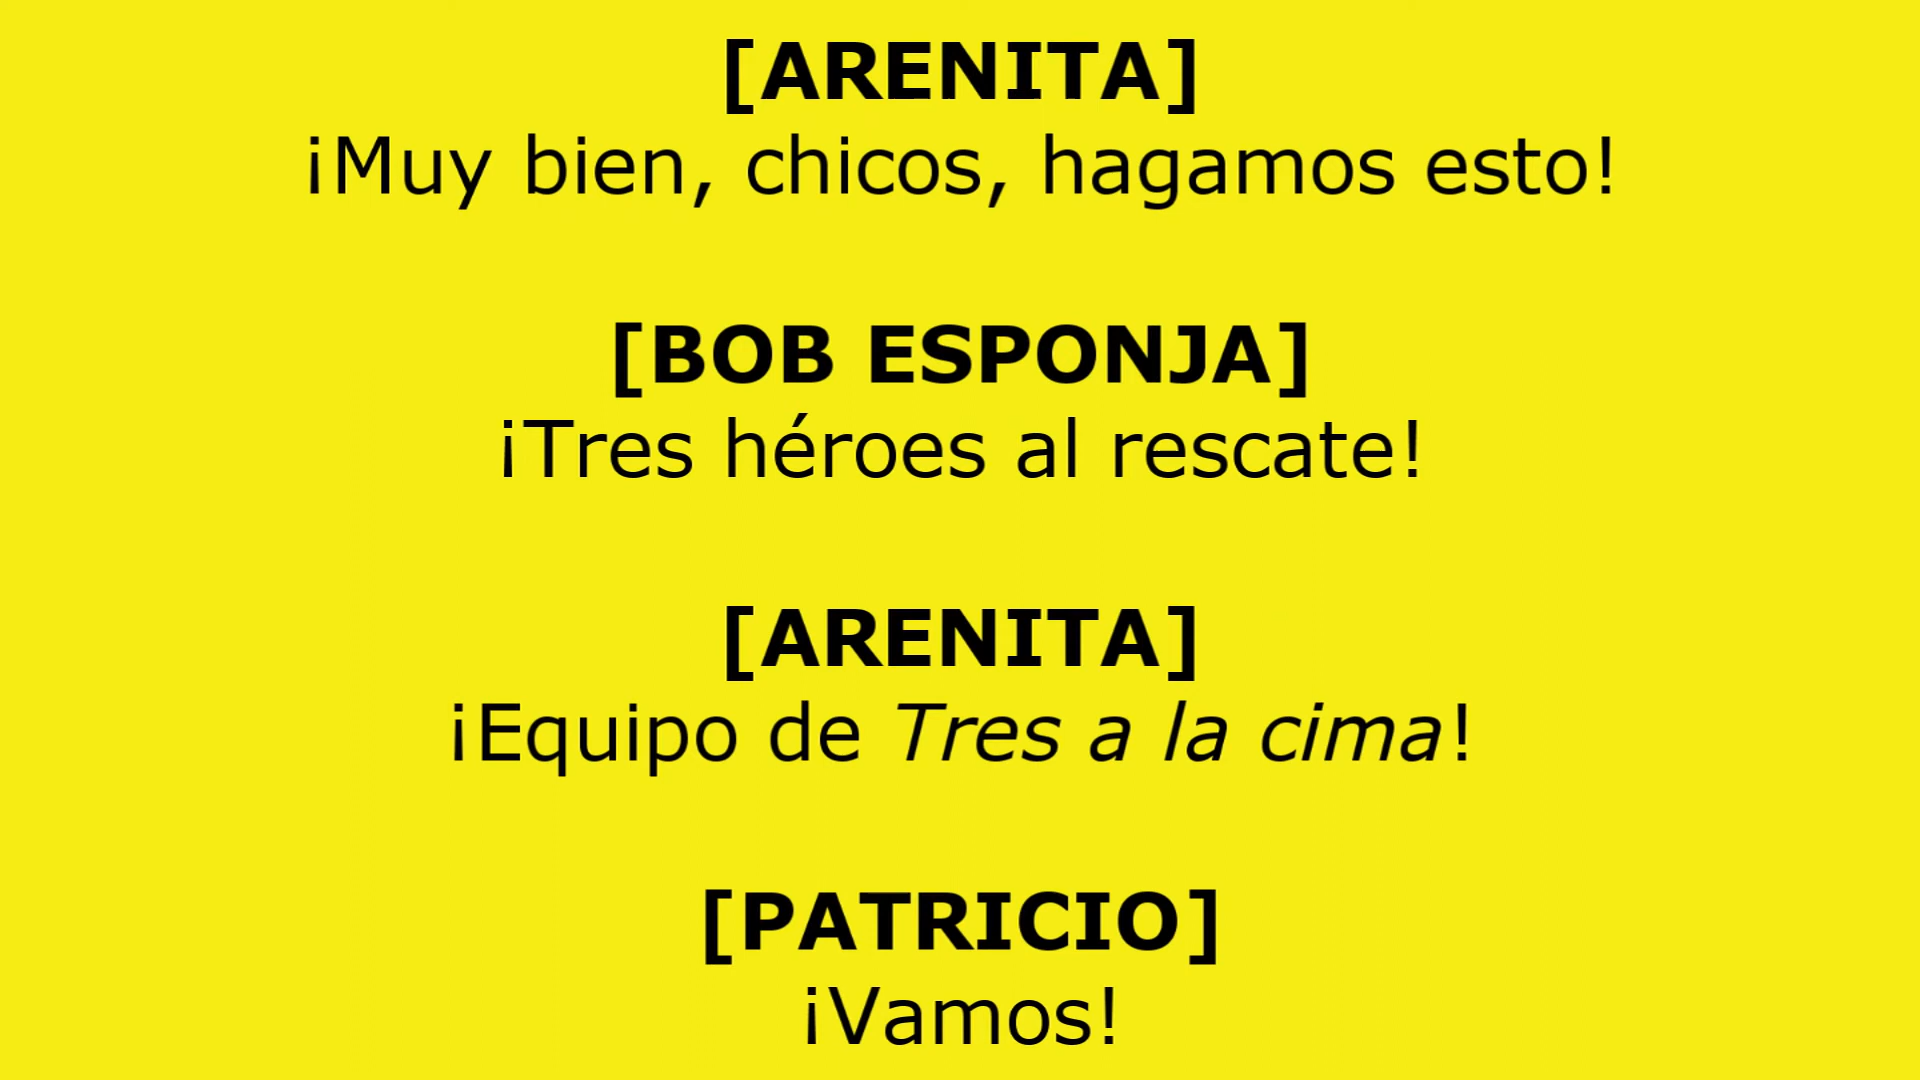 [ARENITA]
¡Muy bien, chicos, hagamos esto!
[BOB ESPONJA]
¡Tres héroes al rescate!
[ARENITA]
¡Equipo de Tres a la cima!
[PATRICIO]
¡Vamos!